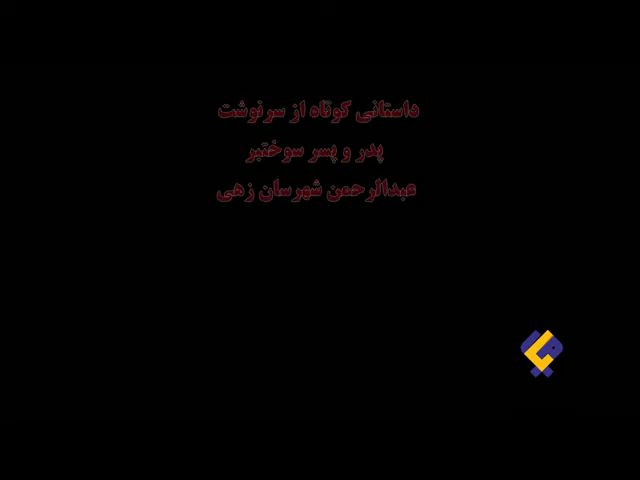 داستانی کوتاه از سرنوشت
پدر و پسر سوختبر
عبدالرحمن شهرسان زهی